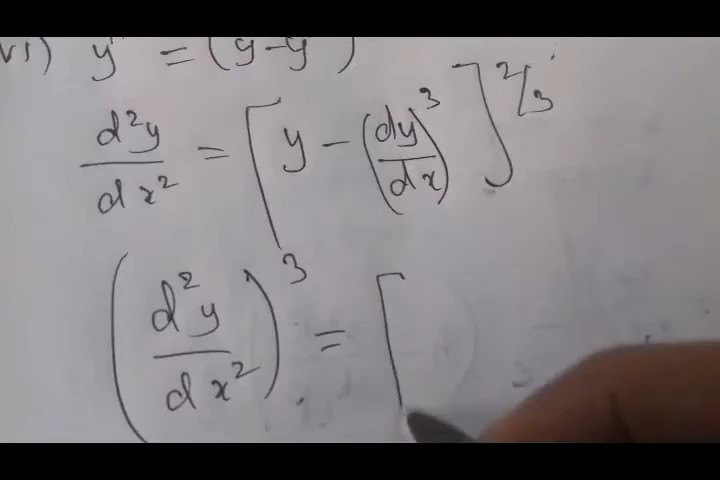 vi) y'' = (y - y
d²y/dx² = [y - (dy/dx)³]^2/3
(d²y/dx²)³ = [